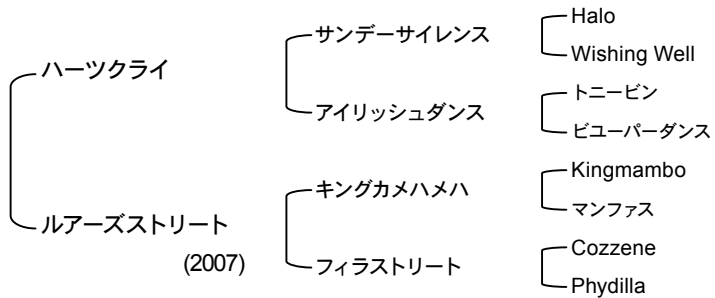 ハーツクライ
ルアーズストリート
(2007)
サンデーサイレンス
アイリッシュダンス
キングカメハメハ
フィラストリート
Halo
Wishing Well
トニービン
ビユーパーダンス
Kingmambo
マンファス
Cozzene
Phydilla